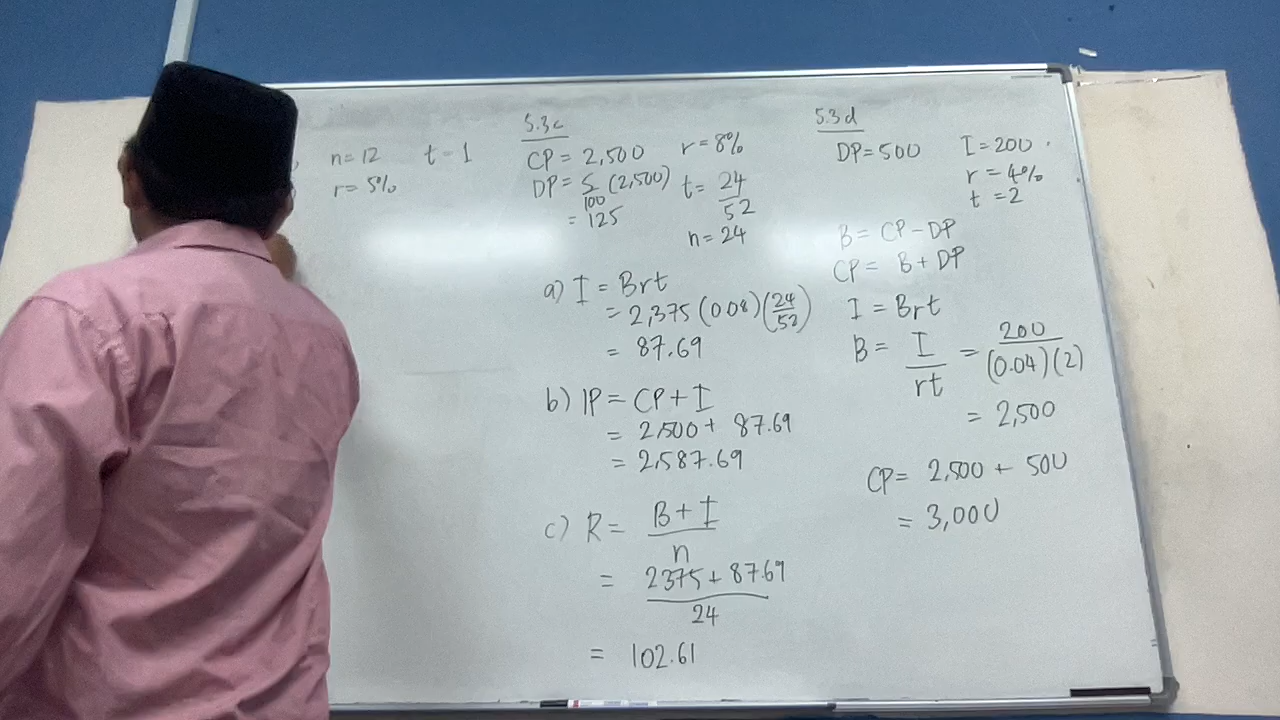 n=12 t=1
r=5%
5.3c
CP = 2,500 r=8%
DP = 5/100 (2,500) t= 24/52
= 125
n=24
a) I = Brt
= 2,375 (0.08)(24/52)
= 87.69
b) IP = CP + I
= 2,500 + 87.69
= 2,587.69
c) R = B + I / n
= 2375 + 87.69 / 24
= 102.61
5.3d
DP=500 I=200
r=4%
t=2
B = CP - DP
CP = B + DP
I = Brt
B = I/rt = 200/(0.04)(2)
= 2,500
CP = 2,500 + 500
= 3,000